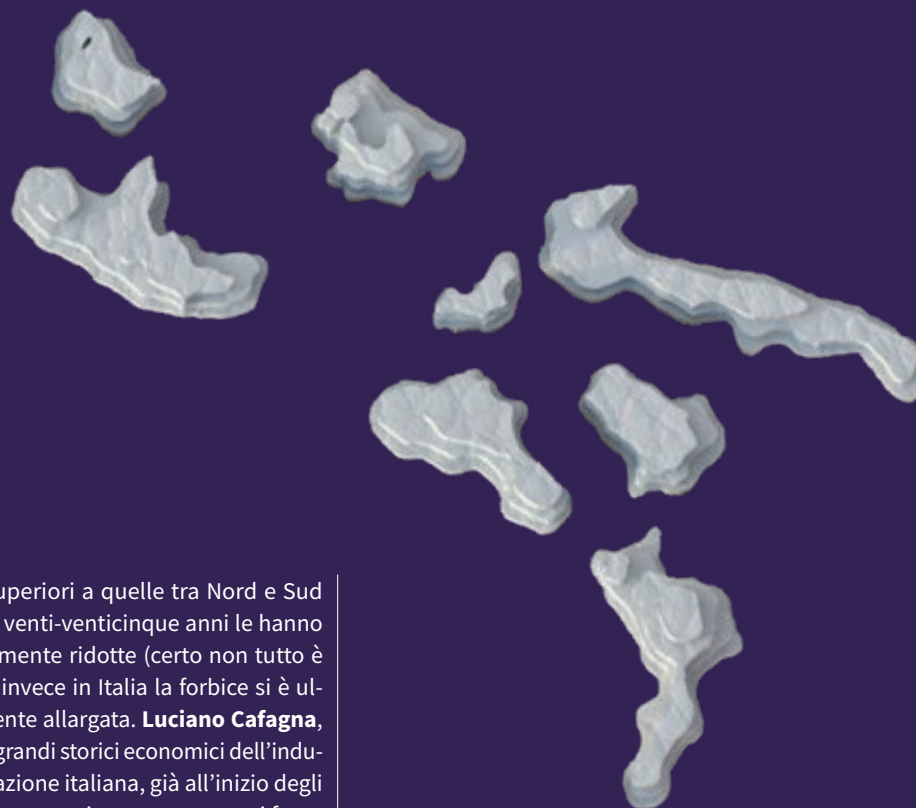 uperiori a quelle tra Nord e Sud
venti-venticinque anni le hanno
mente ridotte (certo non tutto è
invece in Italia la forbice si è ul-
ente allargata. Luciano Cafagna,
grandi storici economici dell'indu-
azione italiana, già all'inizio degli